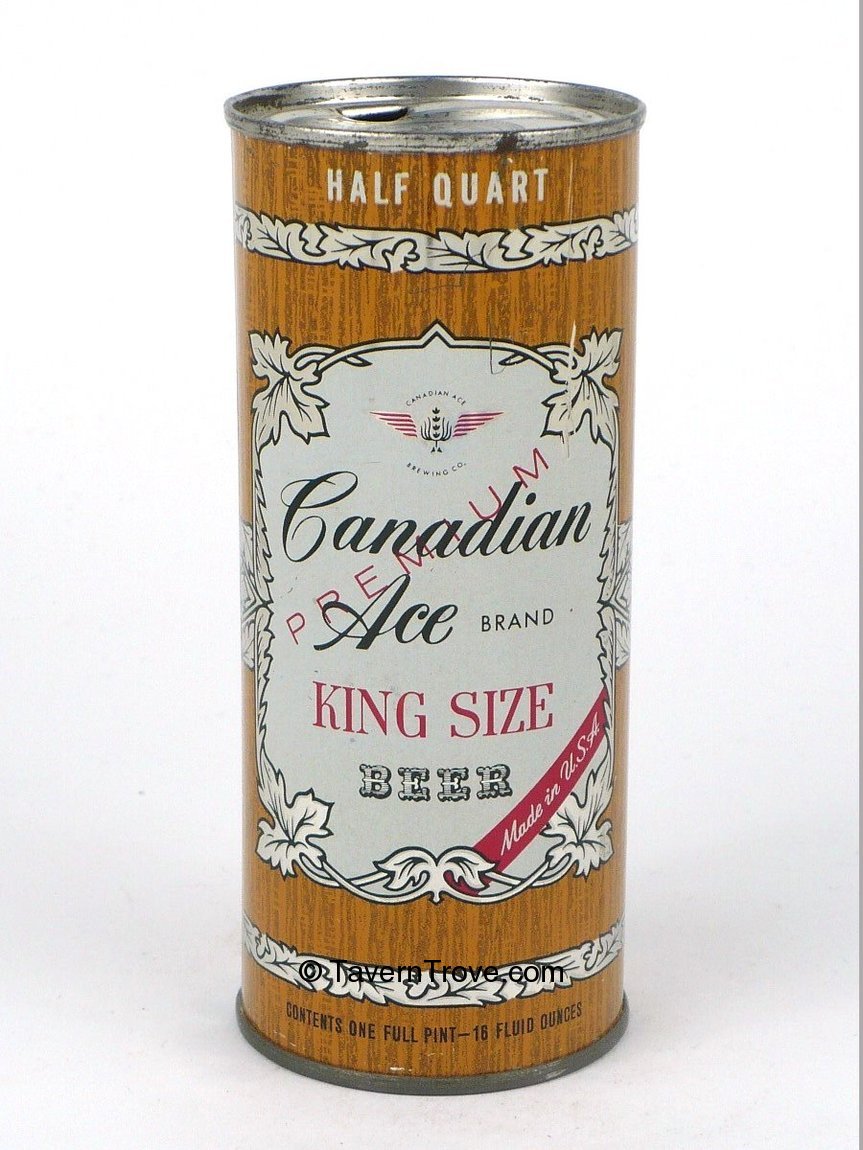 HALF QUART
CANADIAN ACE
BREWING CO.
PREMIUM
Canadian
Ace BRAND
KING SIZE
BEER
Made in U.S.A.
© TavernTrove.com
CONTENTS ONE FULL PINT—16 FLUID OUNCES